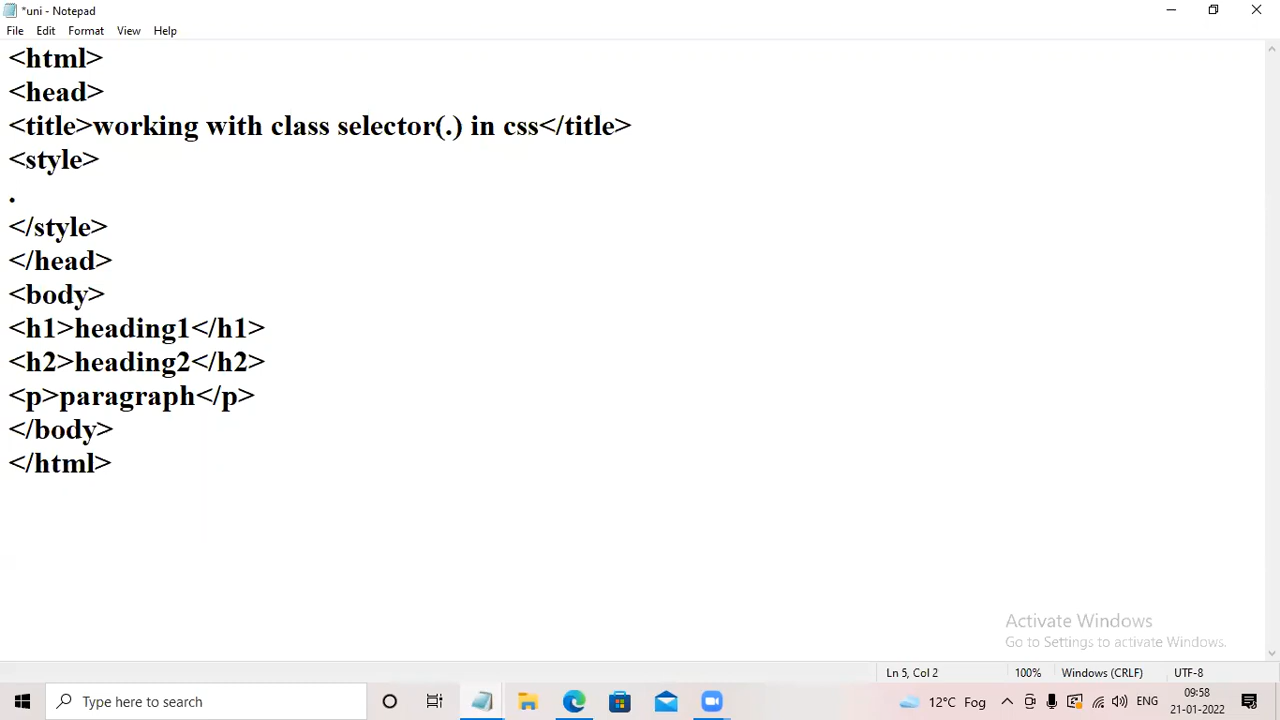 *uni - Notepad
File Edit Format View Help
<html>
<head>
<title>working with class selector(.) in css</title>
<style>
.
</style>
</head>
<body>
<h1>heading1</h1>
<h2>heading2</h2>
<p>paragraph</p>
</body>
</html>
Activate Windows
Go to Settings to activate Windows.
Ln 5, Col 2 100% Windows (CRLF) UTF-8
Type here to search 12°C Fog ENG 09:58
21-01-2022